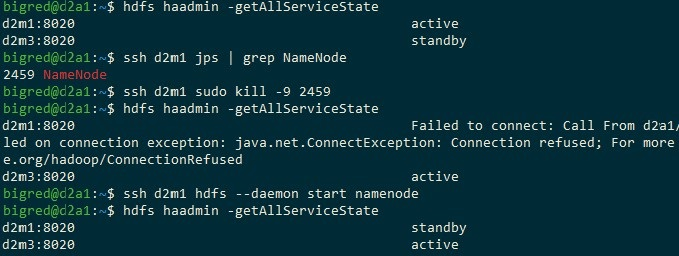 bigred@d2a1:~$ hdfs haadmin -getAllServiceState
d2m1:8020 active
d2m3:8020 standby
bigred@d2a1:~$ ssh d2m1 jps | grep NameNode
2459 NameNode
bigred@d2a1:~$ ssh d2m1 sudo kill -9 2459
bigred@d2a1:~$ hdfs haadmin -getAllServiceState
d2m1:8020 Failed to connect: Call From d2a1/
led on connection exception: java.net.ConnectException: Connection refused; For more
e.org/hadoop/ConnectionRefused
d2m3:8020 active
bigred@d2a1:~$ ssh d2m1 hdfs --daemon start namenode
bigred@d2a1:~$ hdfs haadmin -getAllServiceState
d2m1:8020 standby
d2m3:8020 active